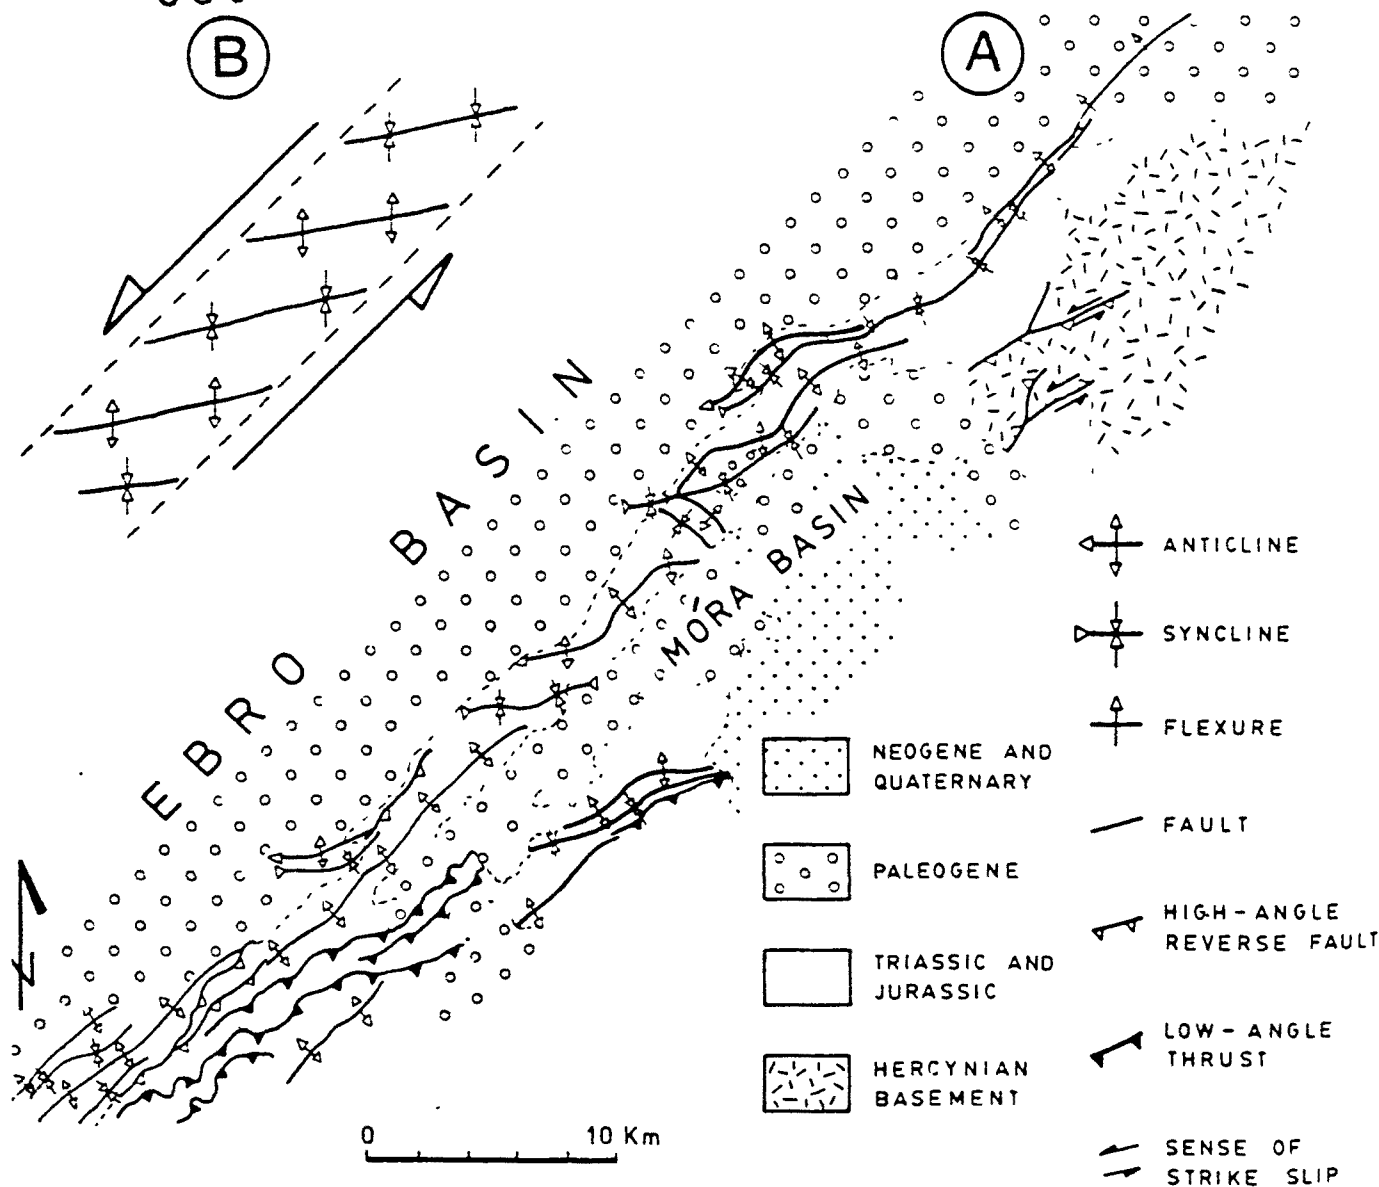 B
A
EBRO BASIN
MÓRA BASIN
ANTICLINE
SYNCLINE
FLEXURE
FAULT
HIGH-ANGLE
REVERSE FAULT
LOW-ANGLE
THRUST
SENSE OF
STRIKE SLIP
NEOGENE AND
QUATERNARY
PALEOGENE
TRIASSIC AND
JURASSIC
HERCYNIAN
BASEMENT
0 10 Km